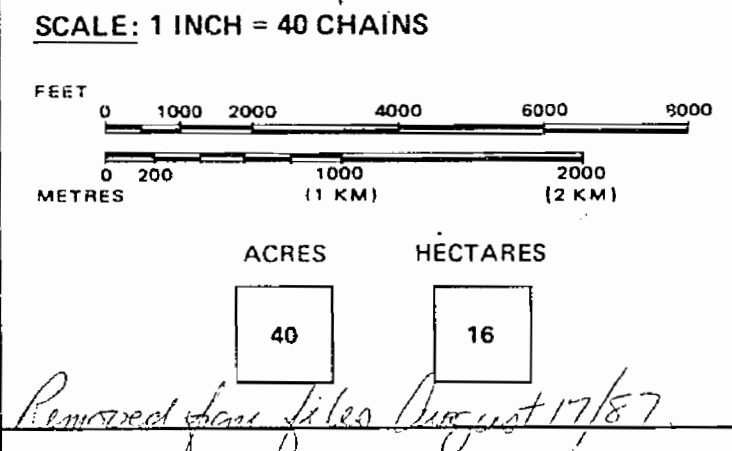 SCALE: 1 INCH = 40 CHAINS
FEET
0 1000 2000 4000 6000 8000
0 200 1000 2000
METRES (1 KM) (2 KM)
ACRES HECTARES
40 16
Removed from files August 17/87